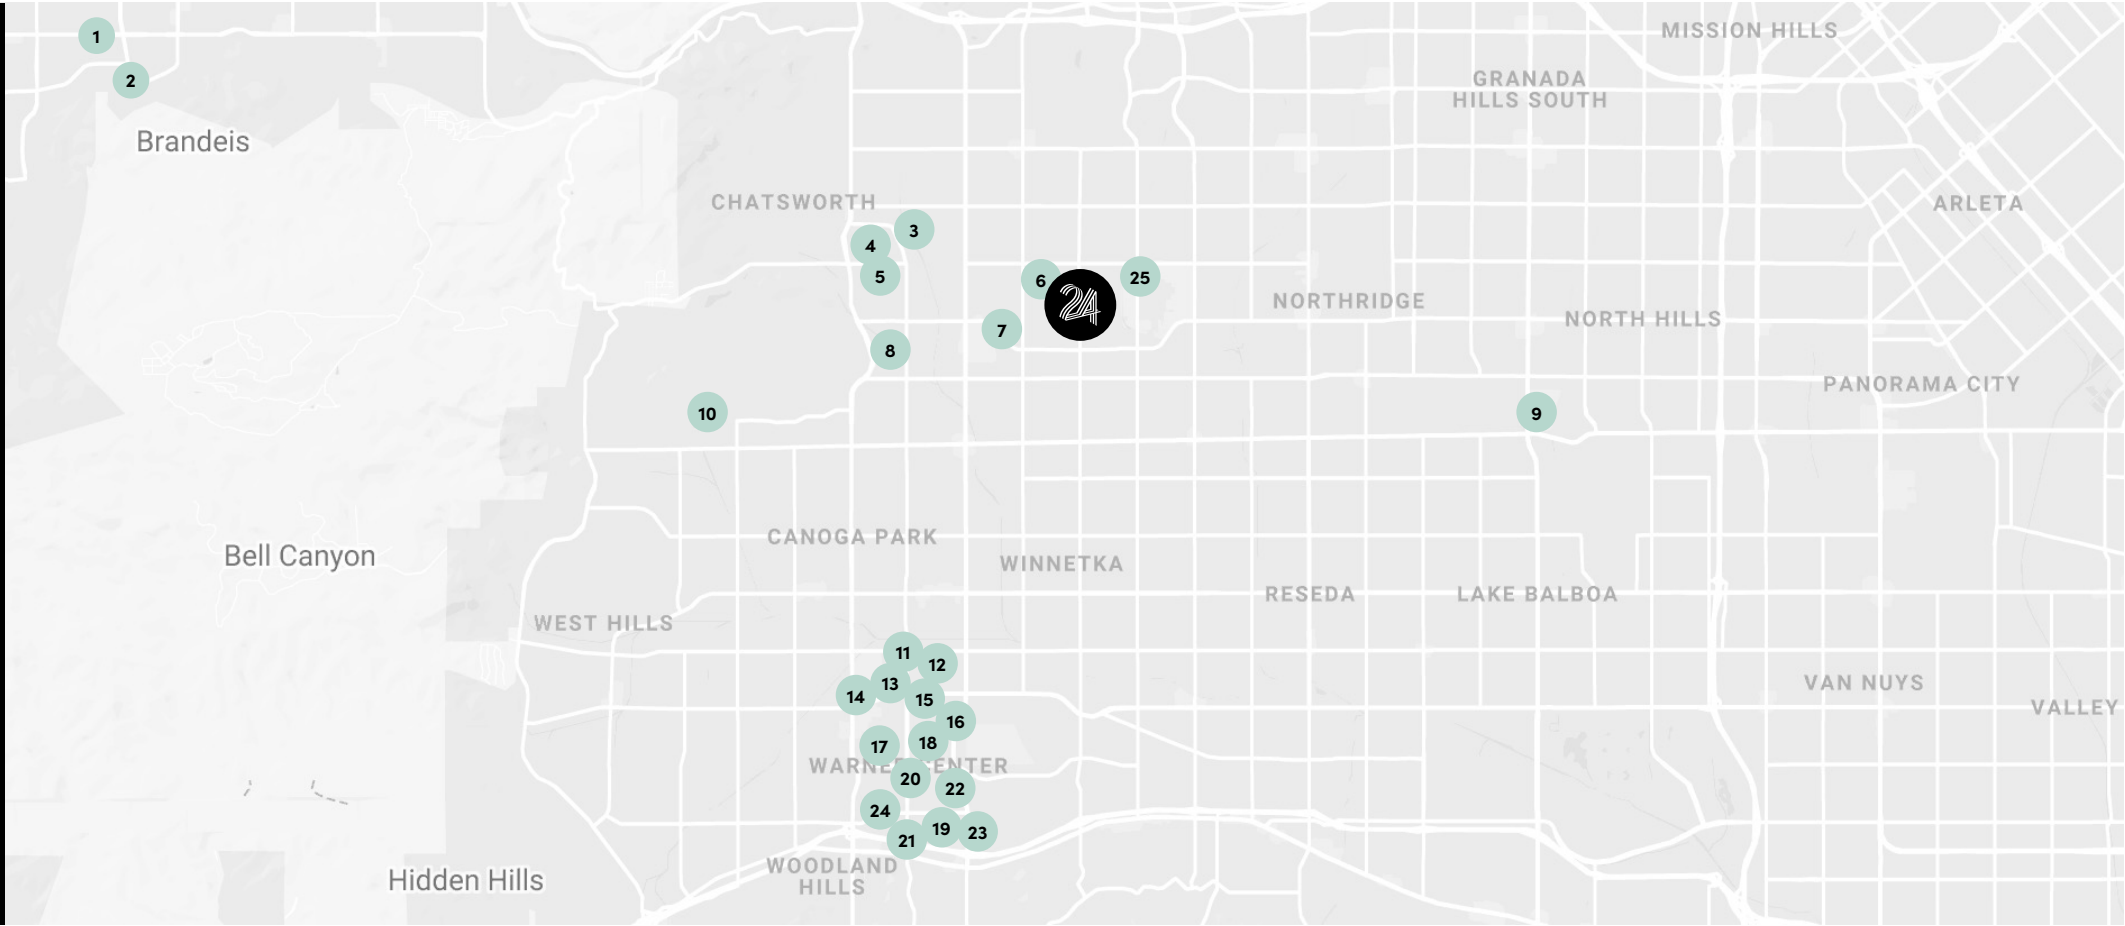 1
MISSION HILLS
2
GRANADA
HILLS SOUTH
Brandeis
CHATSWORTH
ARLETA
3
4
5
6
25
24
NORTHRIDGE
NORTH HILLS
7
8
PANORAMA CITY
10
9
CANOGA PARK
Bell Canyon
WINNETKA
RESEDA
LAKE BALBOA
WEST HILLS
11
12
13
14
15
VAN NUYS
VALLEY
16
17
18
20
22
24
19
23
21
WOODLAND
HILLS
Hidden Hills